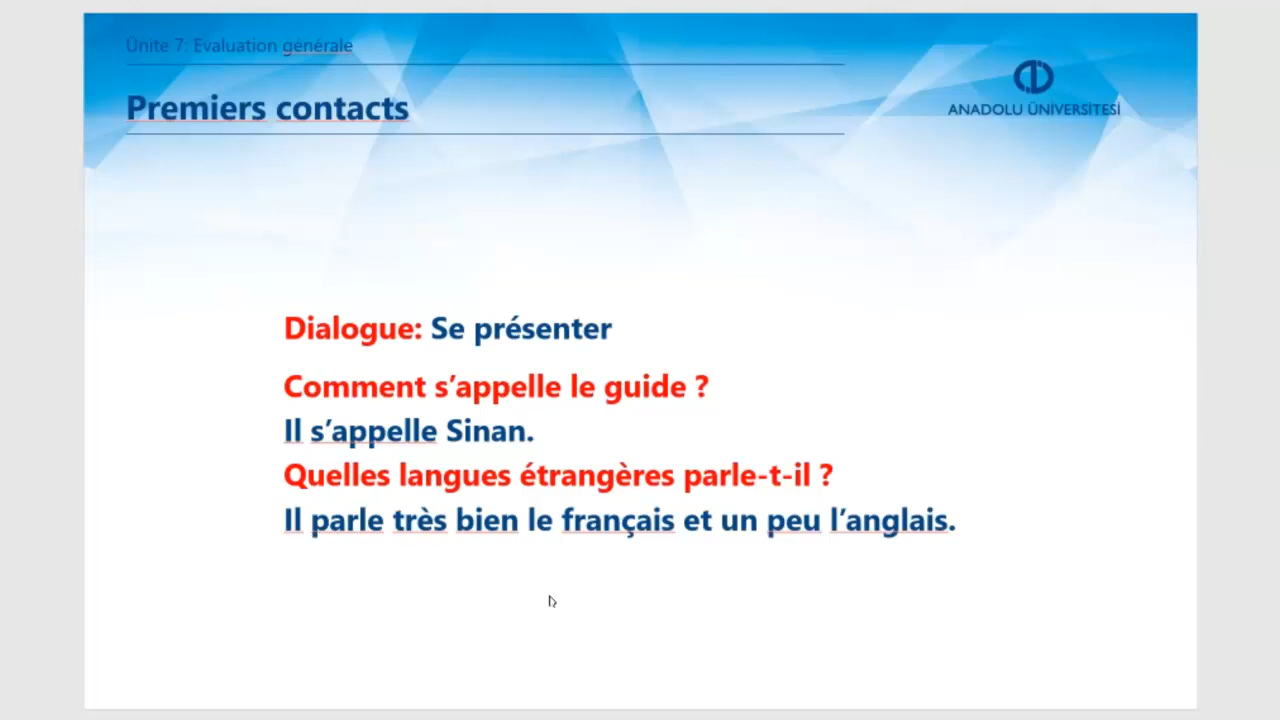 Ünite 7: Evaluation générale
Premiers contacts
ANADOLU ÜNİVERSİTESİ
Dialogue: Se présenter
Comment s’appelle le guide ?
Il s’appelle Sinan.
Quelles langues étrangères parle-t-il ?
Il parle très bien le français et un peu l’anglais.